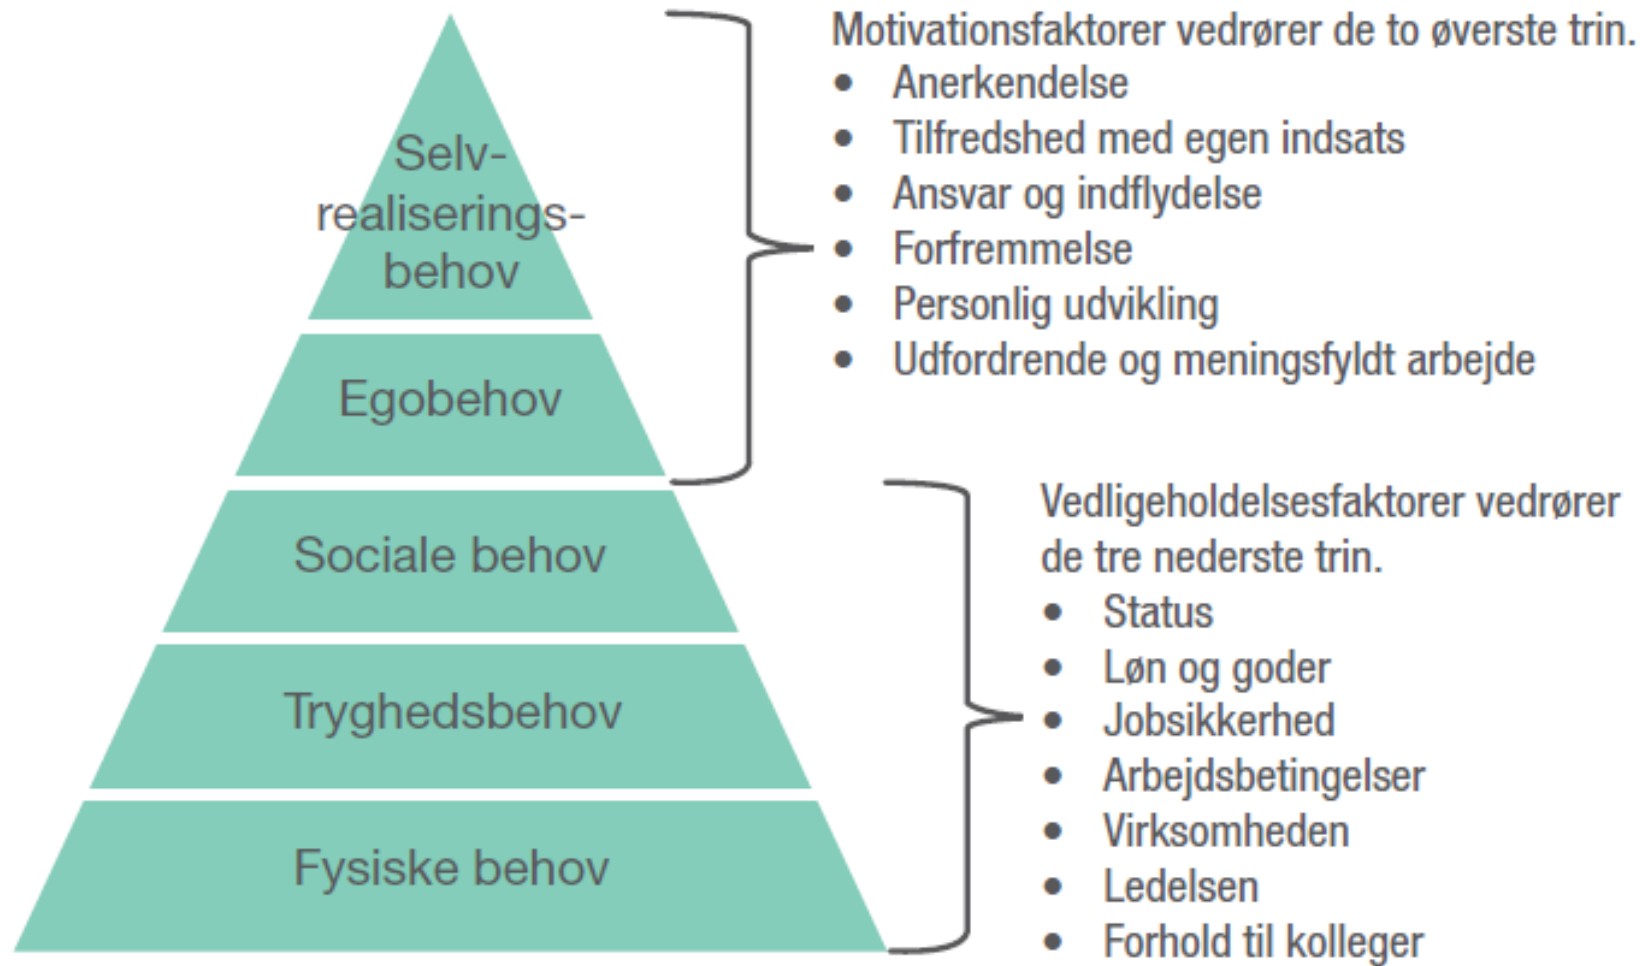 Selv-
realiserings-
behov
Egobehov
Sociale behov
Tryghedsbehov
Fysiske behov
Motivationsfaktorer vedrører de to øverste trin.
• Anerkendelse
• Tilfredshed med egen indsats
• Ansvar og indflydelse
• Forfremmelse
• Personlig udvikling
• Udfordrende og meningsfyldt arbejde
Vedligeholdelsesfaktorer vedrører
de tre nederste trin.
• Status
• Løn og goder
• Jobsikkerhed
• Arbejdsbetingelser
• Virksomheden
• Ledelsen
• Forhold til kolleger